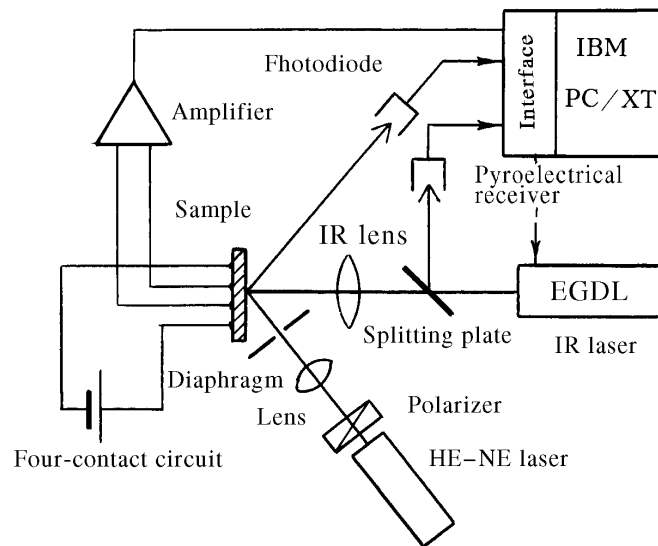 Fhotodiode
Interface
IBM
PC/XT
Amplifier
Pyroelectrical
receiver
Sample
IR lens
EGDL
Splitting plate
IR laser
Diaphragm
Lens
Polarizer
Four-contact circuit
HE-NE laser